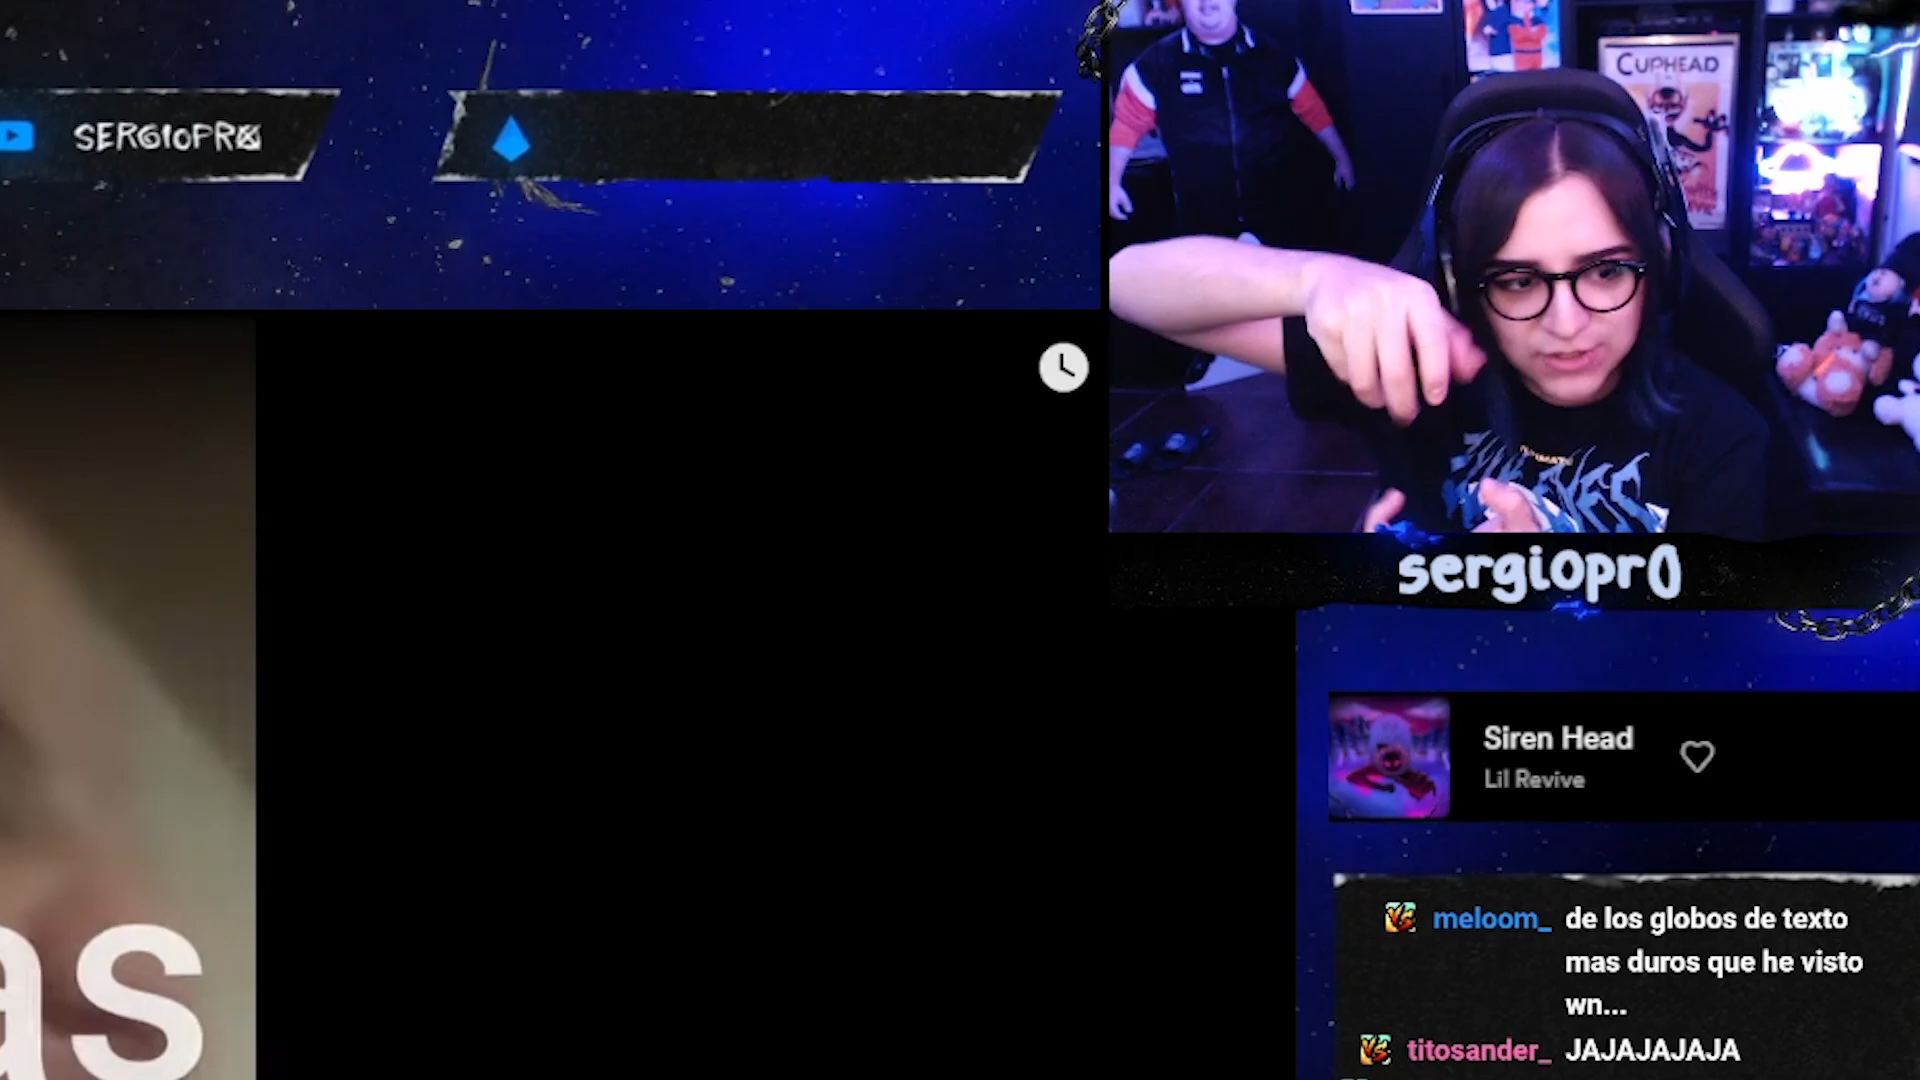 SERGIOPRO
CUPHEAD
sergi0pr0
Siren Head
Lil Revive
meloom_ de los globos de texto
mas duros que he visto
wn...
titosander_ JAJAJAJAJA
as